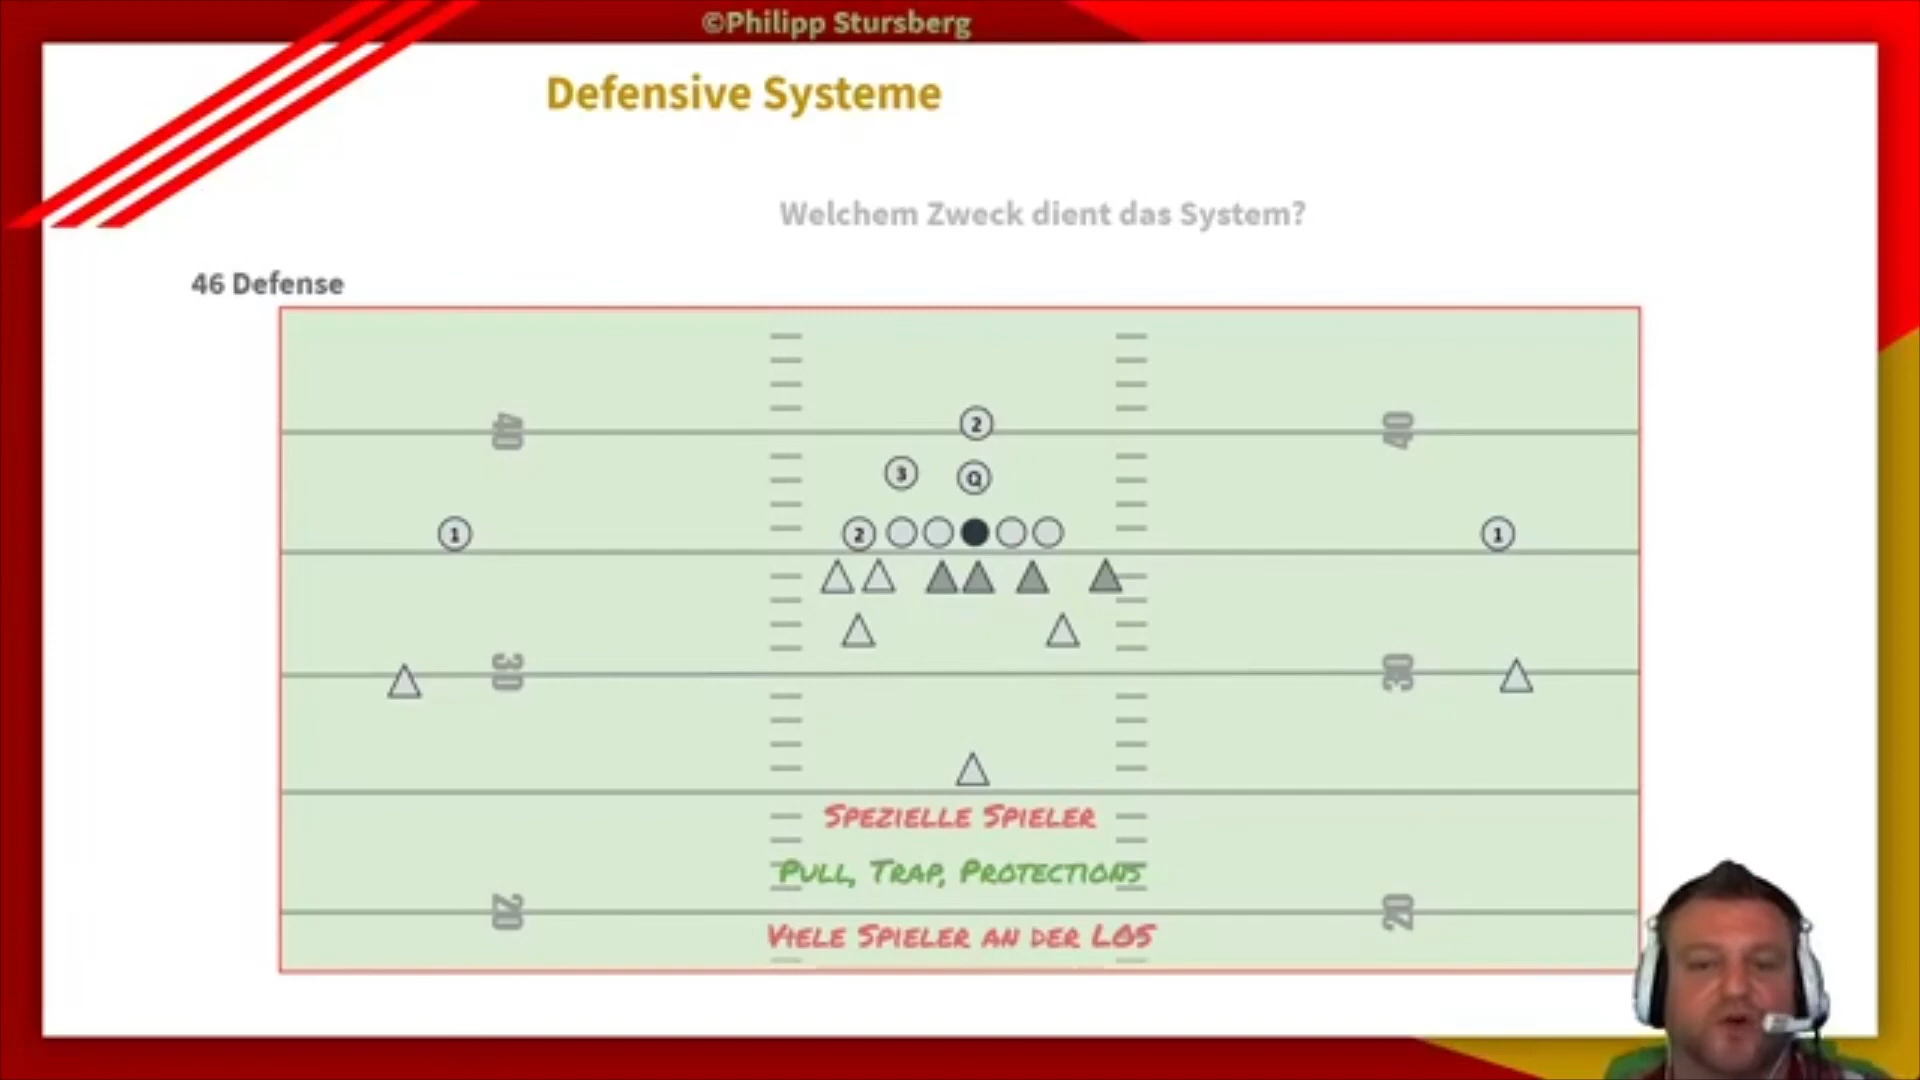 ©Philipp Stursberg
Defensive Systeme
Welchem Zweck dient das System?
46 Defense
2
40
40
3
Q
1
2
1
30
30
Spezielle Spieler
Pull, Trap, Protections
20
20
Viele Spieler an der LOS